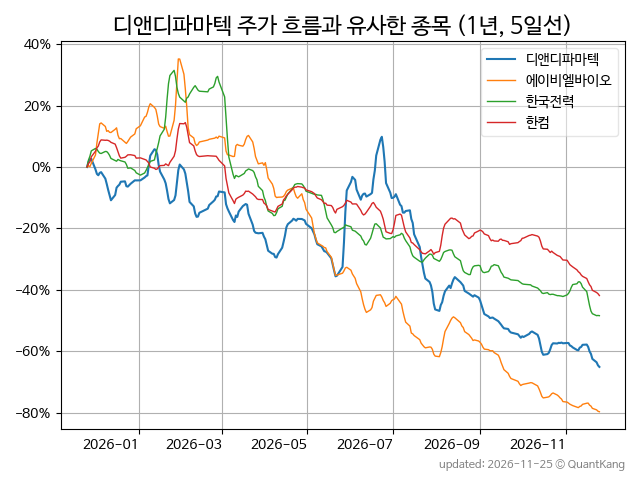 디앤디파마텍 주가 흐름과 유사한 종목 (1년, 5일선)
디앤디파마텍
에이비엘바이오
한국전력
한컴
40%
20%
0%
−20%
−40%
−60%
−80%
2026-01
2026-03
2026-05
2026-07
2026-09
2026-11
updated: 2026-11-25 © QuantKang